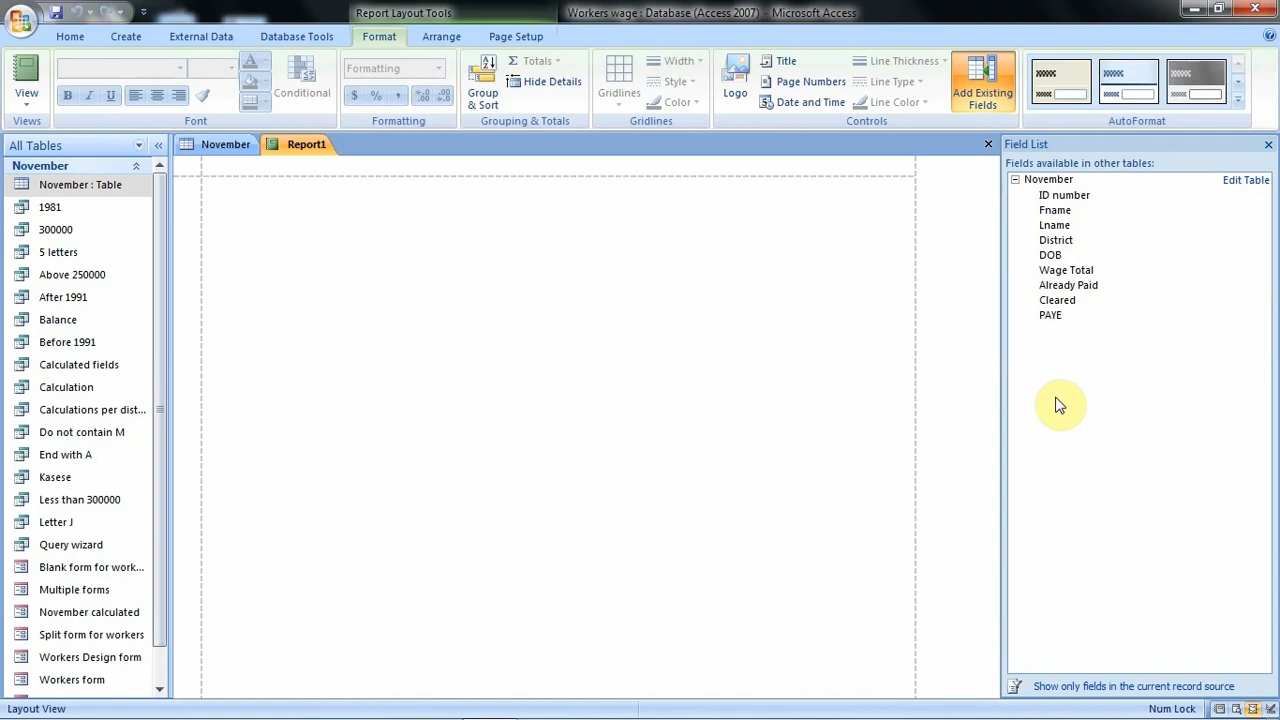 Report Layout Tools
Workers wage : Database (Access 2007) - Microsoft Access
Home Create External Data Database Tools Format Arrange Page Setup
View
Views
B I U
Font
Conditional
Formatting
$ % ,
Formatting
Group & Sort
Σ Totals
Hide Details
Grouping & Totals
Gridlines
Width
Style
Color
Gridlines
Logo
Title
Page Numbers
Date and Time
Line Thickness
Line Type
Line Color
Controls
Add Existing Fields
AutoFormat
All Tables
November
November : Table
1981
300000
5 letters
Above 250000
After 1991
Balance
Before 1991
Calculated fields
Calculation
Calculations per dist...
Do not contain M
End with A
Kasese
Less than 300000
Letter J
Query wizard
Blank form for work...
Multiple forms
November calculated
Split form for workers
Workers Design form
Workers form
November Report1
Field List
Fields available in other tables:
November Edit Table
ID number
Fname
Lname
District
DOB
Wage Total
Already Paid
Cleared
PAYE
Show only fields in the current record source
Layout View
Num Lock